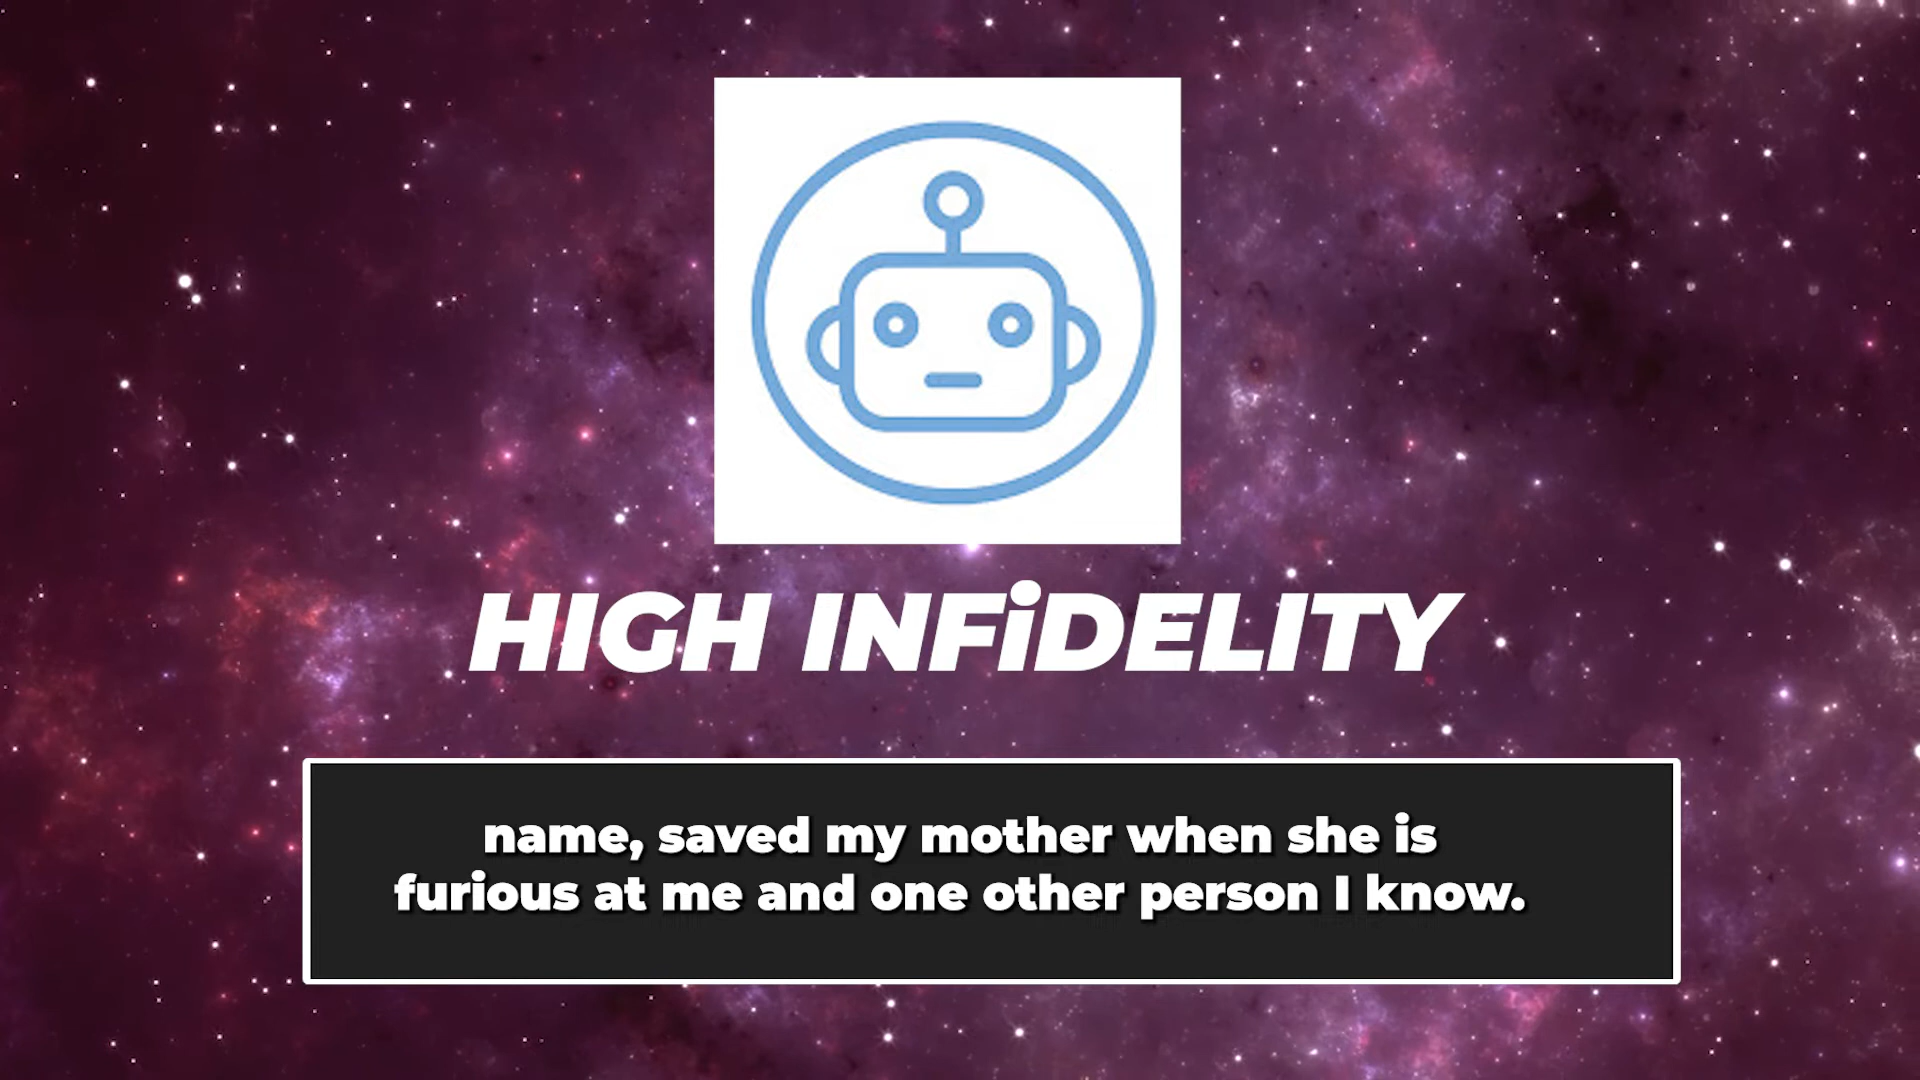 HIGH INFiDELITY
name, saved my mother when she is
furious at me and one other person I know.